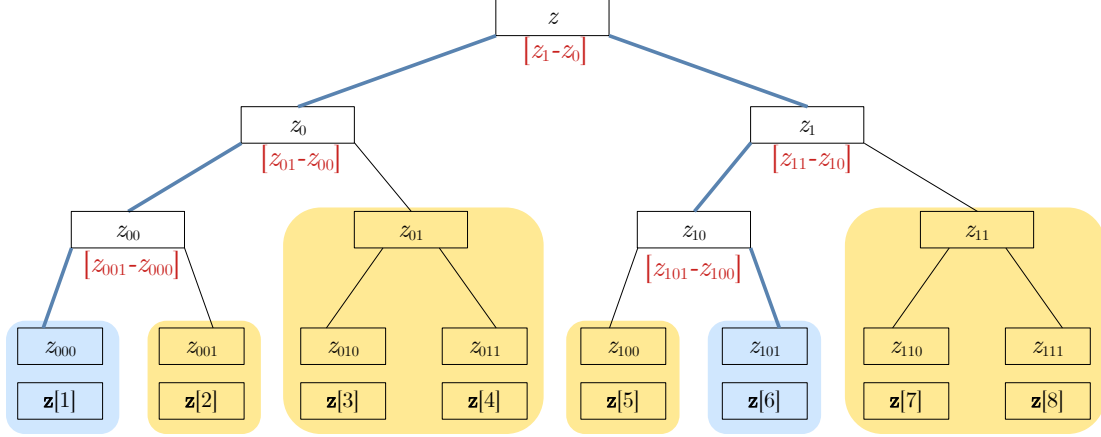 z
[z₁-z₀]
z₀ z₁
[z₀₁-z₀₀] [z₁₁-z₁₀]
z₀₀ z₀₁ z₁₀ z₁₁
[z₀₀₁-z₀₀₀] [z₁₀₁-z₁₀₀]
z₀₀₀ z₀₀₁ z₀₁₀ z₀₁₁ z₁₀₀ z₁₀₁ z₁₁₀ z₁₁₁
z[1] z[2] z[3] z[4] z[5] z[6] z[7] z[8]